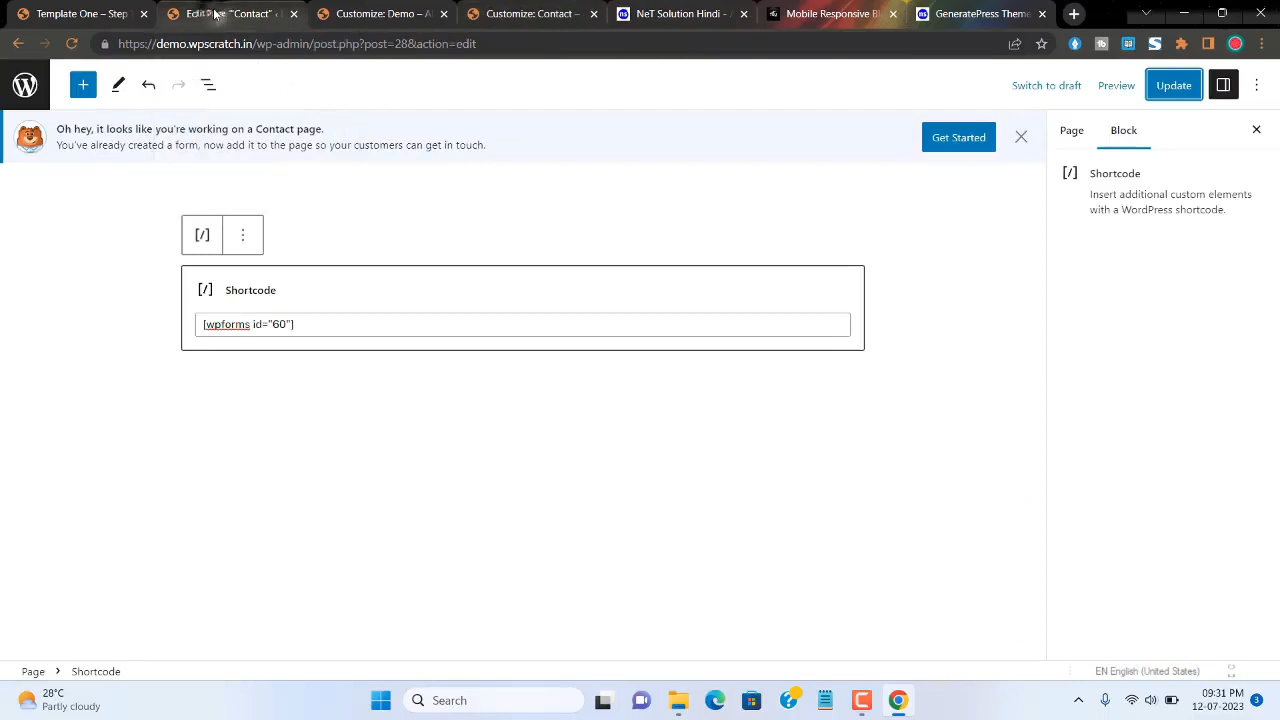 Template One – Step
Edit Page "Contact" ‹
Customize: Demo – A
Customize: Contact –
NeT Solution Hindi -
Mobile Responsive Bl
GeneratePress Theme
https://demo.wpscratch.in/wp-admin/post.php?post=28&action=edit
Switch to draft
Preview
Update
Oh hey, it looks like you're working on a Contact page.
You've already created a form, now add it to the page so your customers can get in touch.
Get Started
Page
Block
Shortcode
Insert additional custom elements
with a WordPress shortcode.
[/]
[/] Shortcode
[wpforms id="60"]
Page > Shortcode
EN English (United States)
28°C
Partly cloudy
Search
09:31 PM
12-07-2023
3